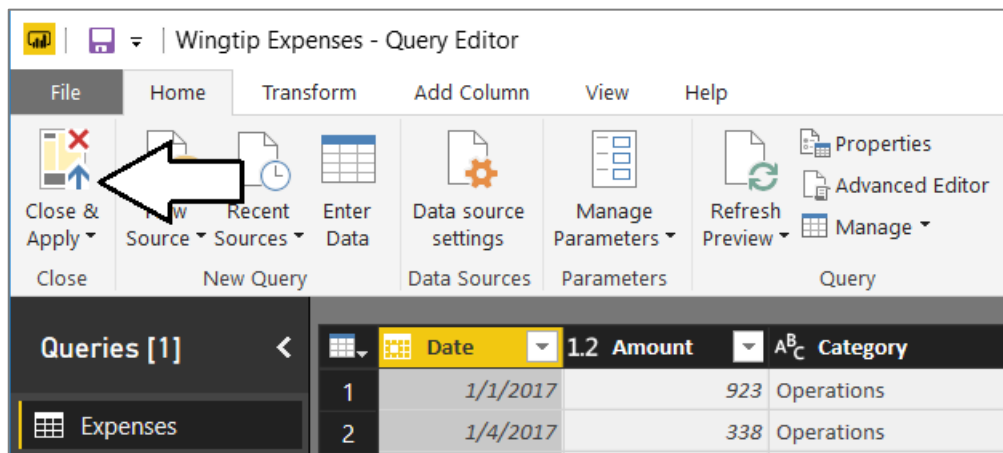 Wingtip Expenses - Query Editor
File Home Transform Add Column View Help
Close & Apply
Source
Recent Sources
Enter Data
Data source settings
Manage Parameters
Refresh Preview
Properties
Advanced Editor
Manage
Close New Query Data Sources Parameters Query
Queries [1]
Date 1.2 Amount ABC Category
Expenses
1 1/1/2017 923 Operations
2 1/4/2017 338 Operations